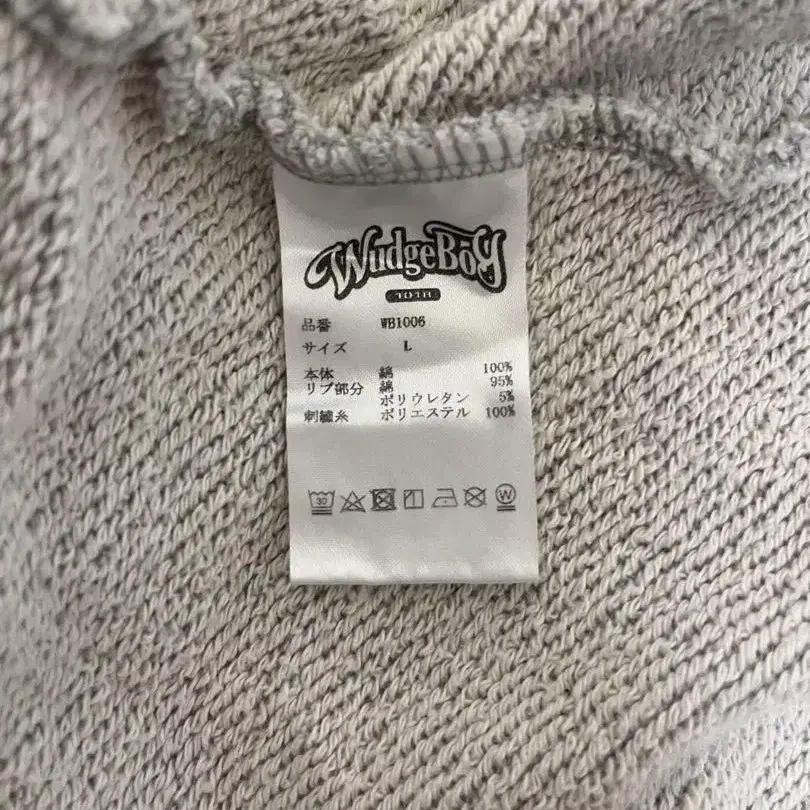 WudgeBoy
品番 WB1006
サイズ L
本体 綿 100%
リブ部分 綿 95%
ポリウレタン 5%
刺繍糸 ポリエステル 100%
30
W